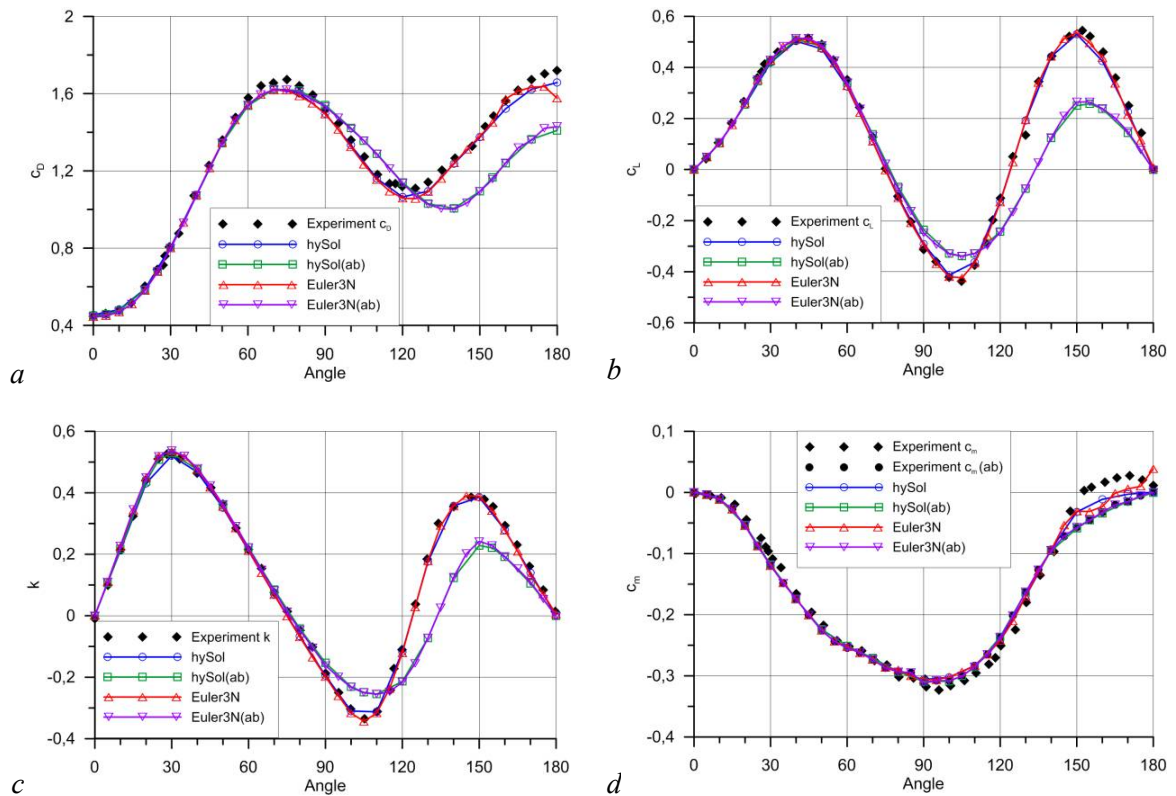 2
1,6
1,2
0,8
0,4
c_D
Experiment c_D
hySol
hySol(ab)
Euler3N
Euler3N(ab)
0 30 60 90 120 150 180
Angle
a
0,6
0,4
0,2
0
-0,2
-0,4
-0,6
c_L
Experiment c_L
hySol
hySol(ab)
Euler3N
Euler3N(ab)
0 30 60 90 120 150 180
Angle
b
0,6
0,4
0,2
0
-0,2
-0,4
k
Experiment k
hySol
hySol(ab)
Euler3N
Euler3N(ab)
0 30 60 90 120 150 180
Angle
c
0,1
0
-0,1
-0,2
-0,3
-0,4
c_m
Experiment c_m
Experiment c_m(ab)
hySol
hySol(ab)
Euler3N
Euler3N(ab)
0 30 60 90 120 150 180
Angle
d